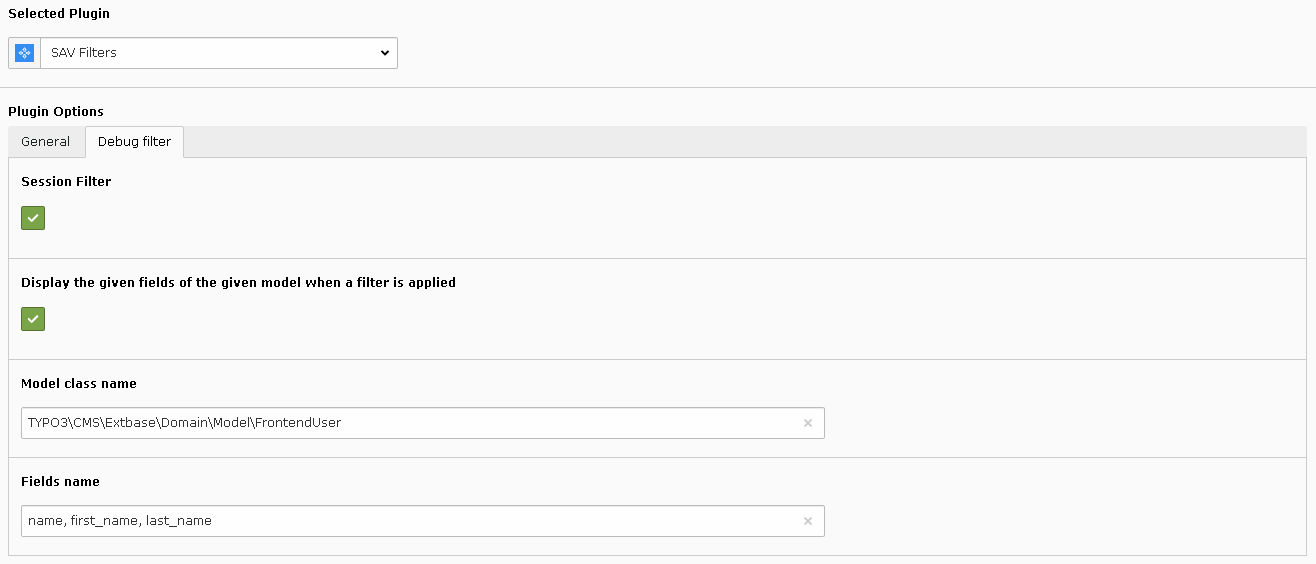 Selected Plugin
SAV Filters
Plugin Options
General Debug filter
Session Filter
Display the given fields of the given model when a filter is applied
Model class name
TYPO3\CMS\Extbase\Domain\Model\FrontendUser
Fields name
name, first_name, last_name